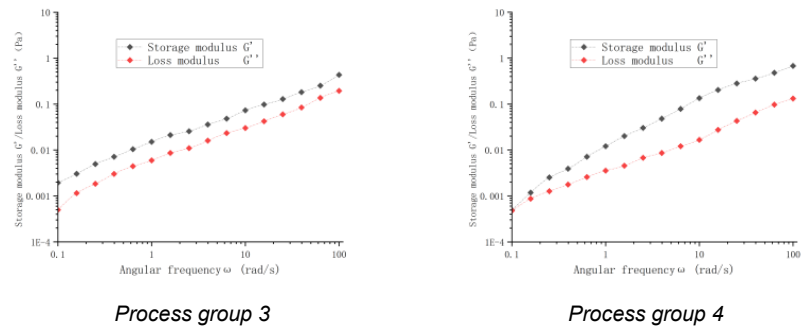 Storage modulus G'/Loss modulus G'' (Pa)
10
1
0.1
0.01
0.001
1E-4
Storage modulus G'
Loss modulus G''
0.1
1
10
100
Angular frequency ω (rad/s)
Process group 3
Storage modulus G'/Loss modulus G'' (Pa)
10
1
0.1
0.01
0.001
1E-4
Storage modulus G'
Loss modulus G''
0.1
1
10
100
Angular frequency ω (rad/s)
Process group 4